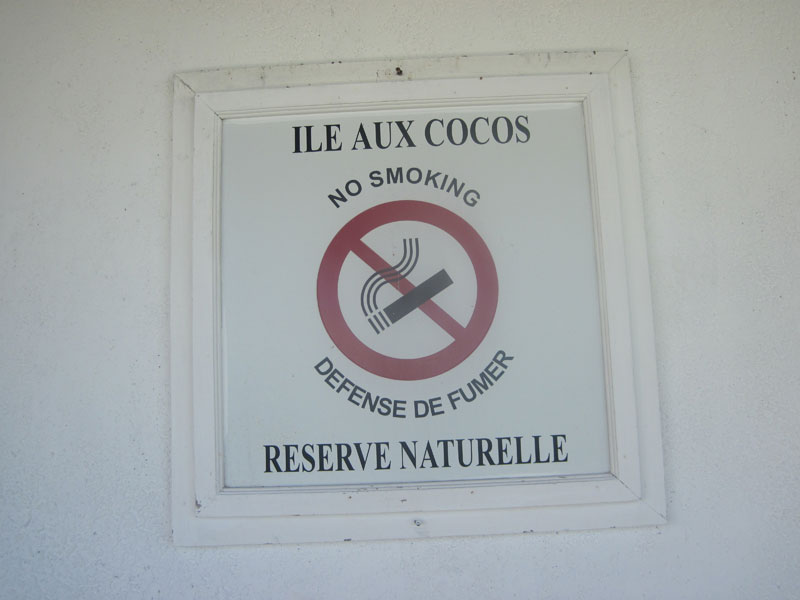 ILE AUX COCOS
NO SMOKING
DEFENSE DE FUMER
RESERVE NATURELLE